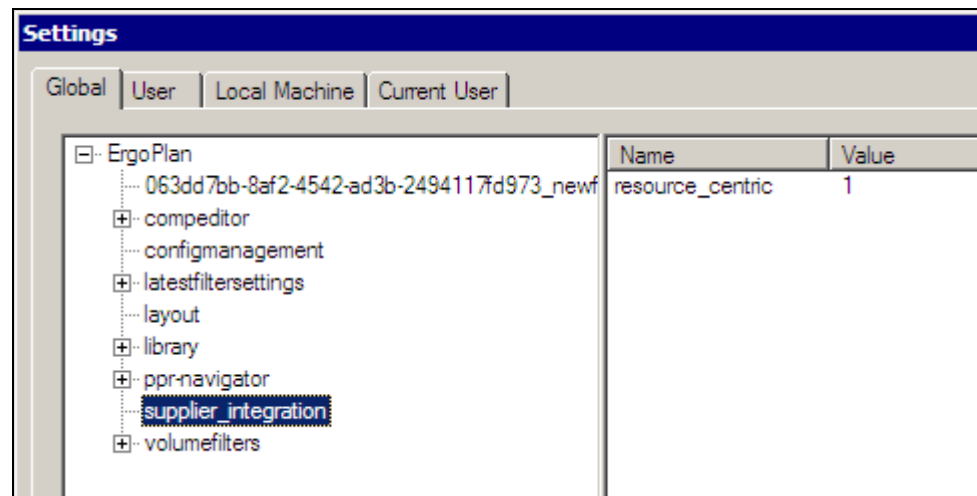 Settings
Global User Local Machine Current User
ErgoPlan
063dd7bb-8af2-4542-ad3b-2494117fd973_newf
compeditor
configmanagement
latestfiltersettings
layout
library
ppr-navigator
supplier_integration
volumefilters
Name Value
resource_centric 1